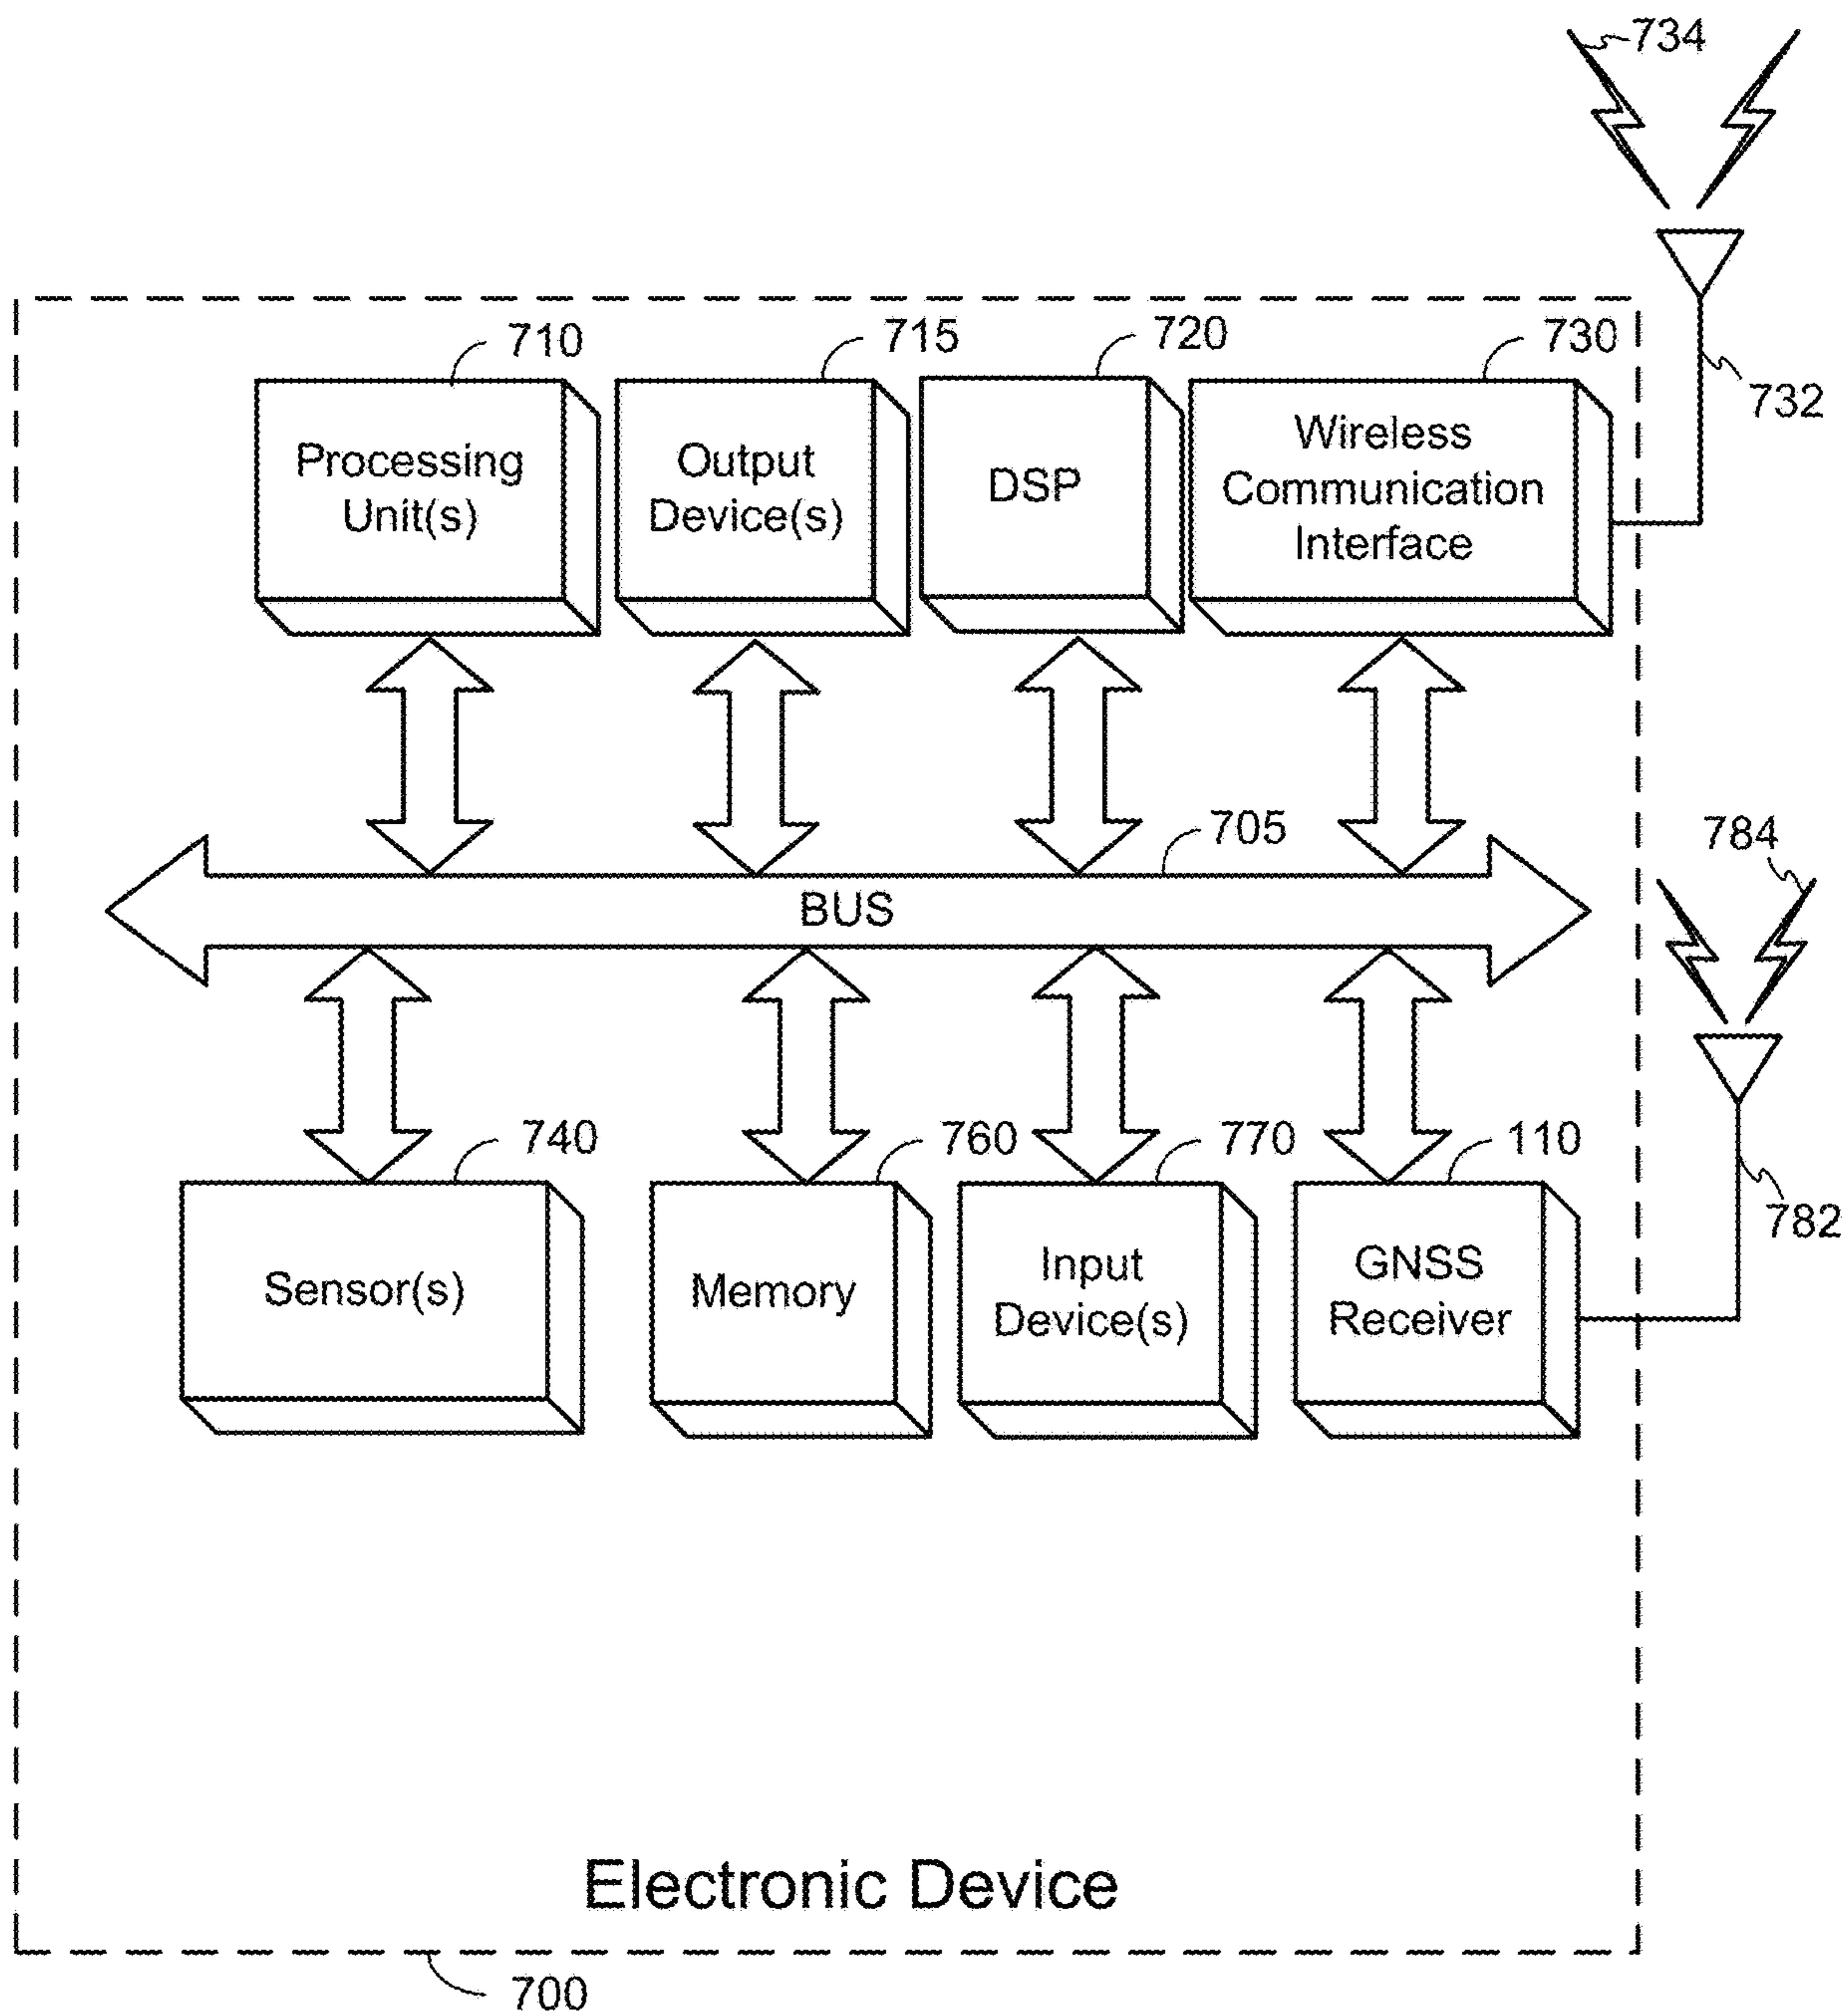 734
732
710
715
720
730
Processing
Unit(s)
Output
Device(s)
DSP
Wireless
Communication
Interface
705
BUS
784
782
740
760
770
110
Sensor(s)
Memory
Input
Device(s)
GNSS
Receiver
Electronic Device
700